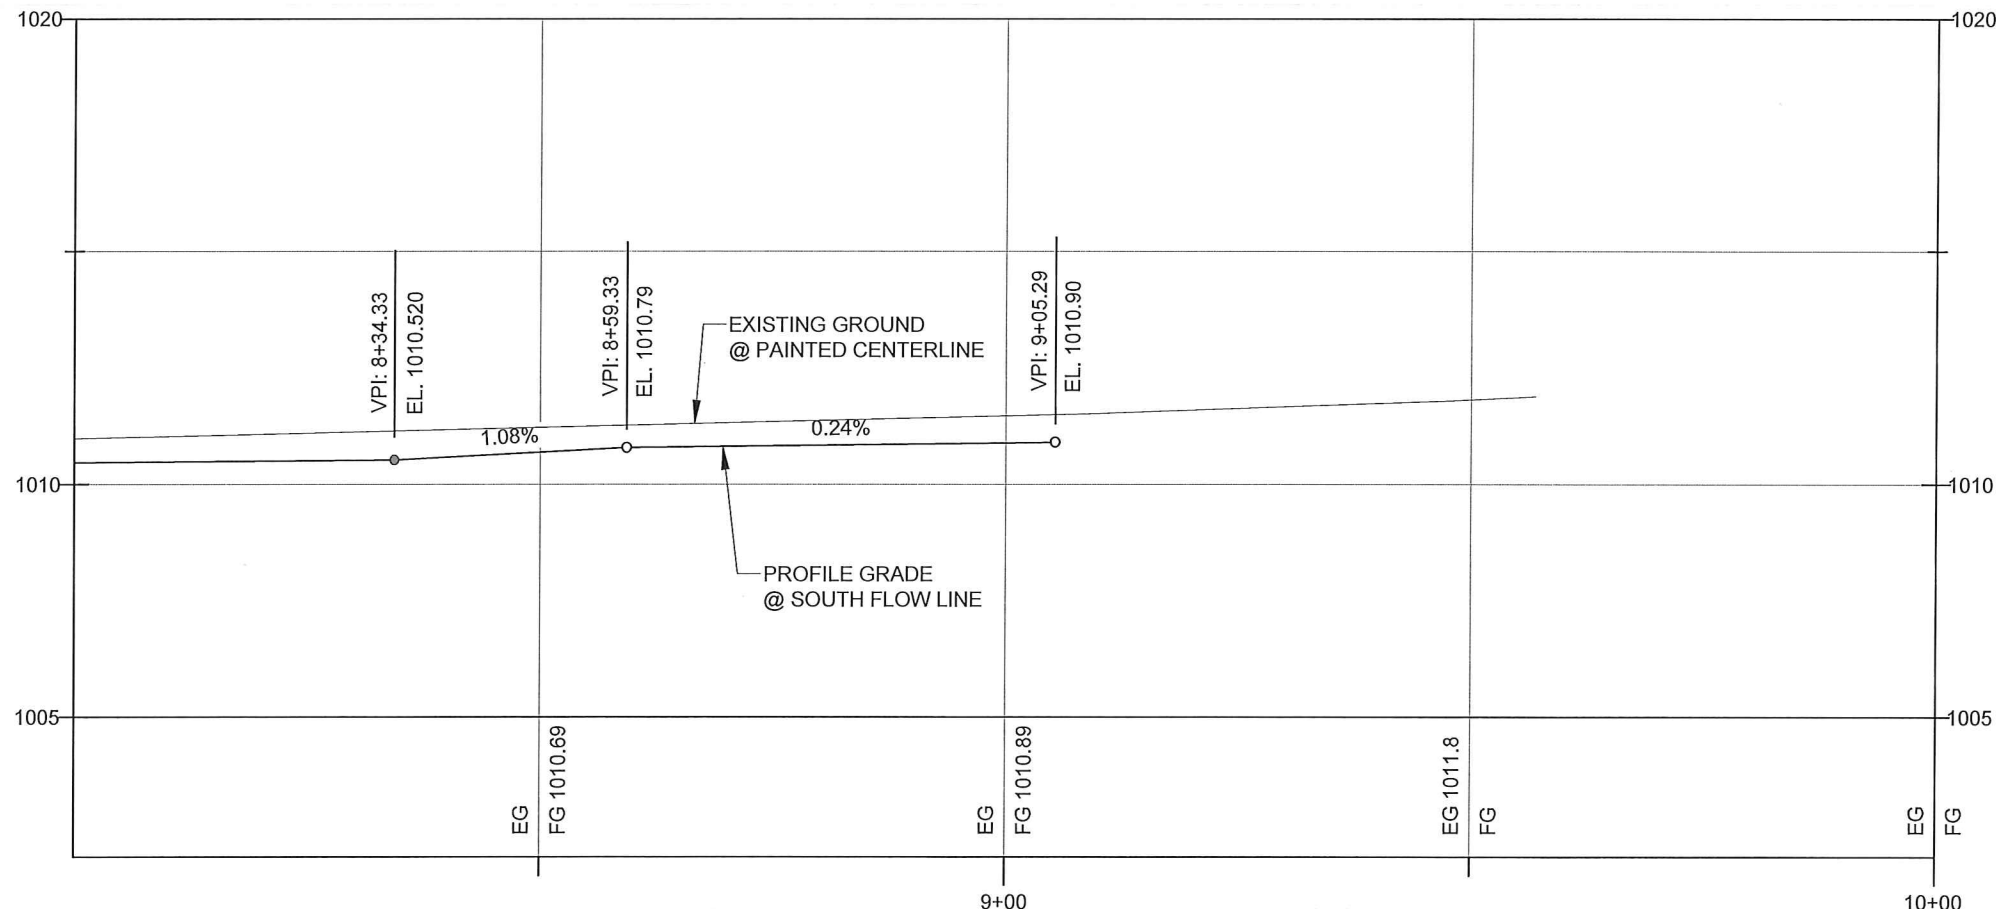 1020
1020
VPI: 8+34.33
EL. 1010.520
VPI: 8+59.33
EL. 1010.79
EXISTING GROUND
@ PAINTED CENTERLINE
VPI: 9+05.29
EL. 1010.90
1.08%
0.24%
1010
1010
PROFILE GRADE
@ SOUTH FLOW LINE
1005
1005
EG
FG 1010.69
EG
FG 1010.89
EG 1011.8
FG
EG
FG
9+00
10+00